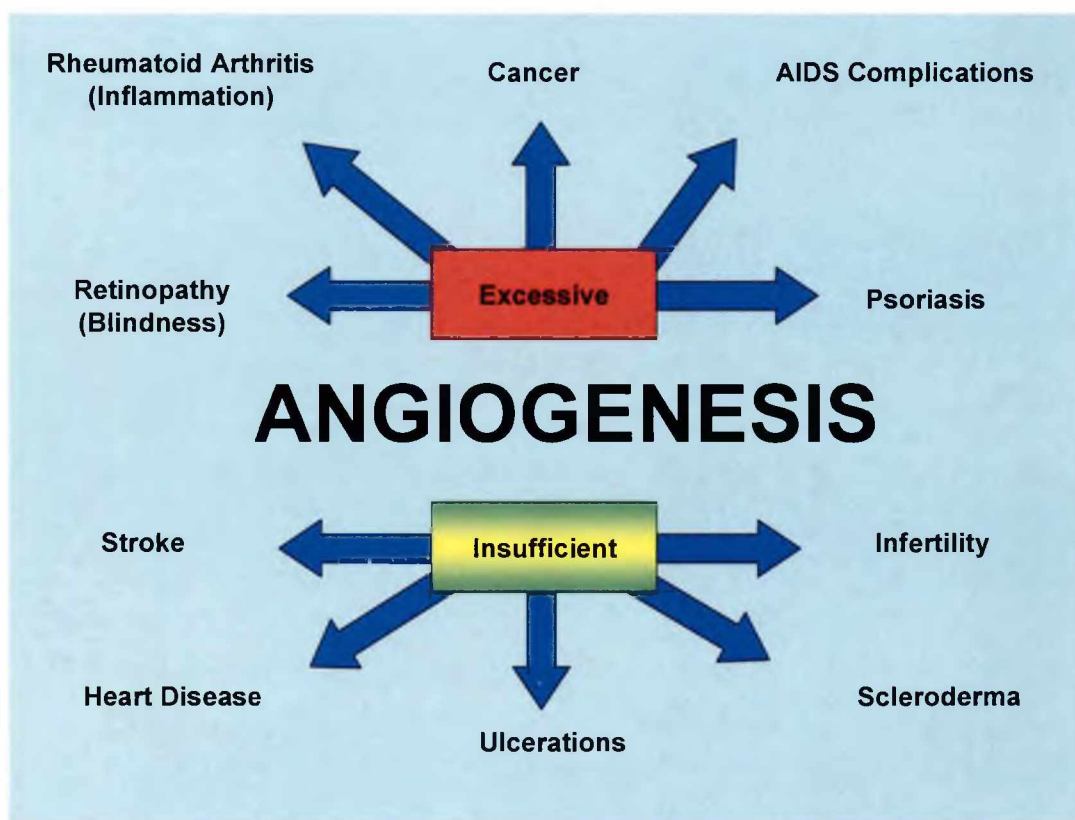 Rheumatoid Arthritis
(Inflammation)
Cancer
AIDS Complications
Retinopathy
(Blindness)
Excessive
Psoriasis
ANGIOGENESIS
Stroke
Insufficient
Infertility
Heart Disease
Ulcerations
Scleroderma